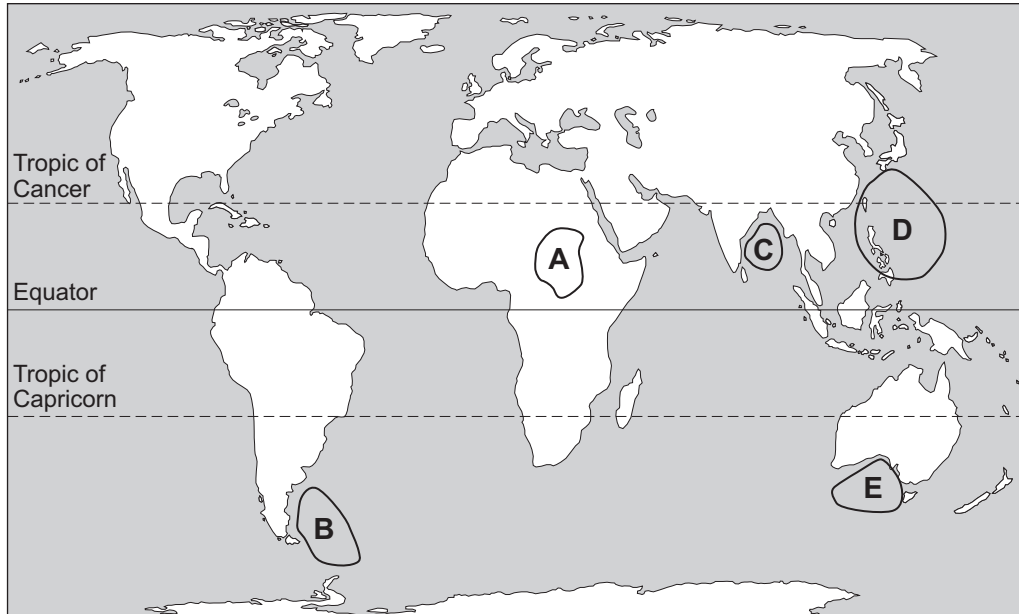 Tropic of
Cancer
D
C
A
Equator
Tropic of
Capricorn
E
B